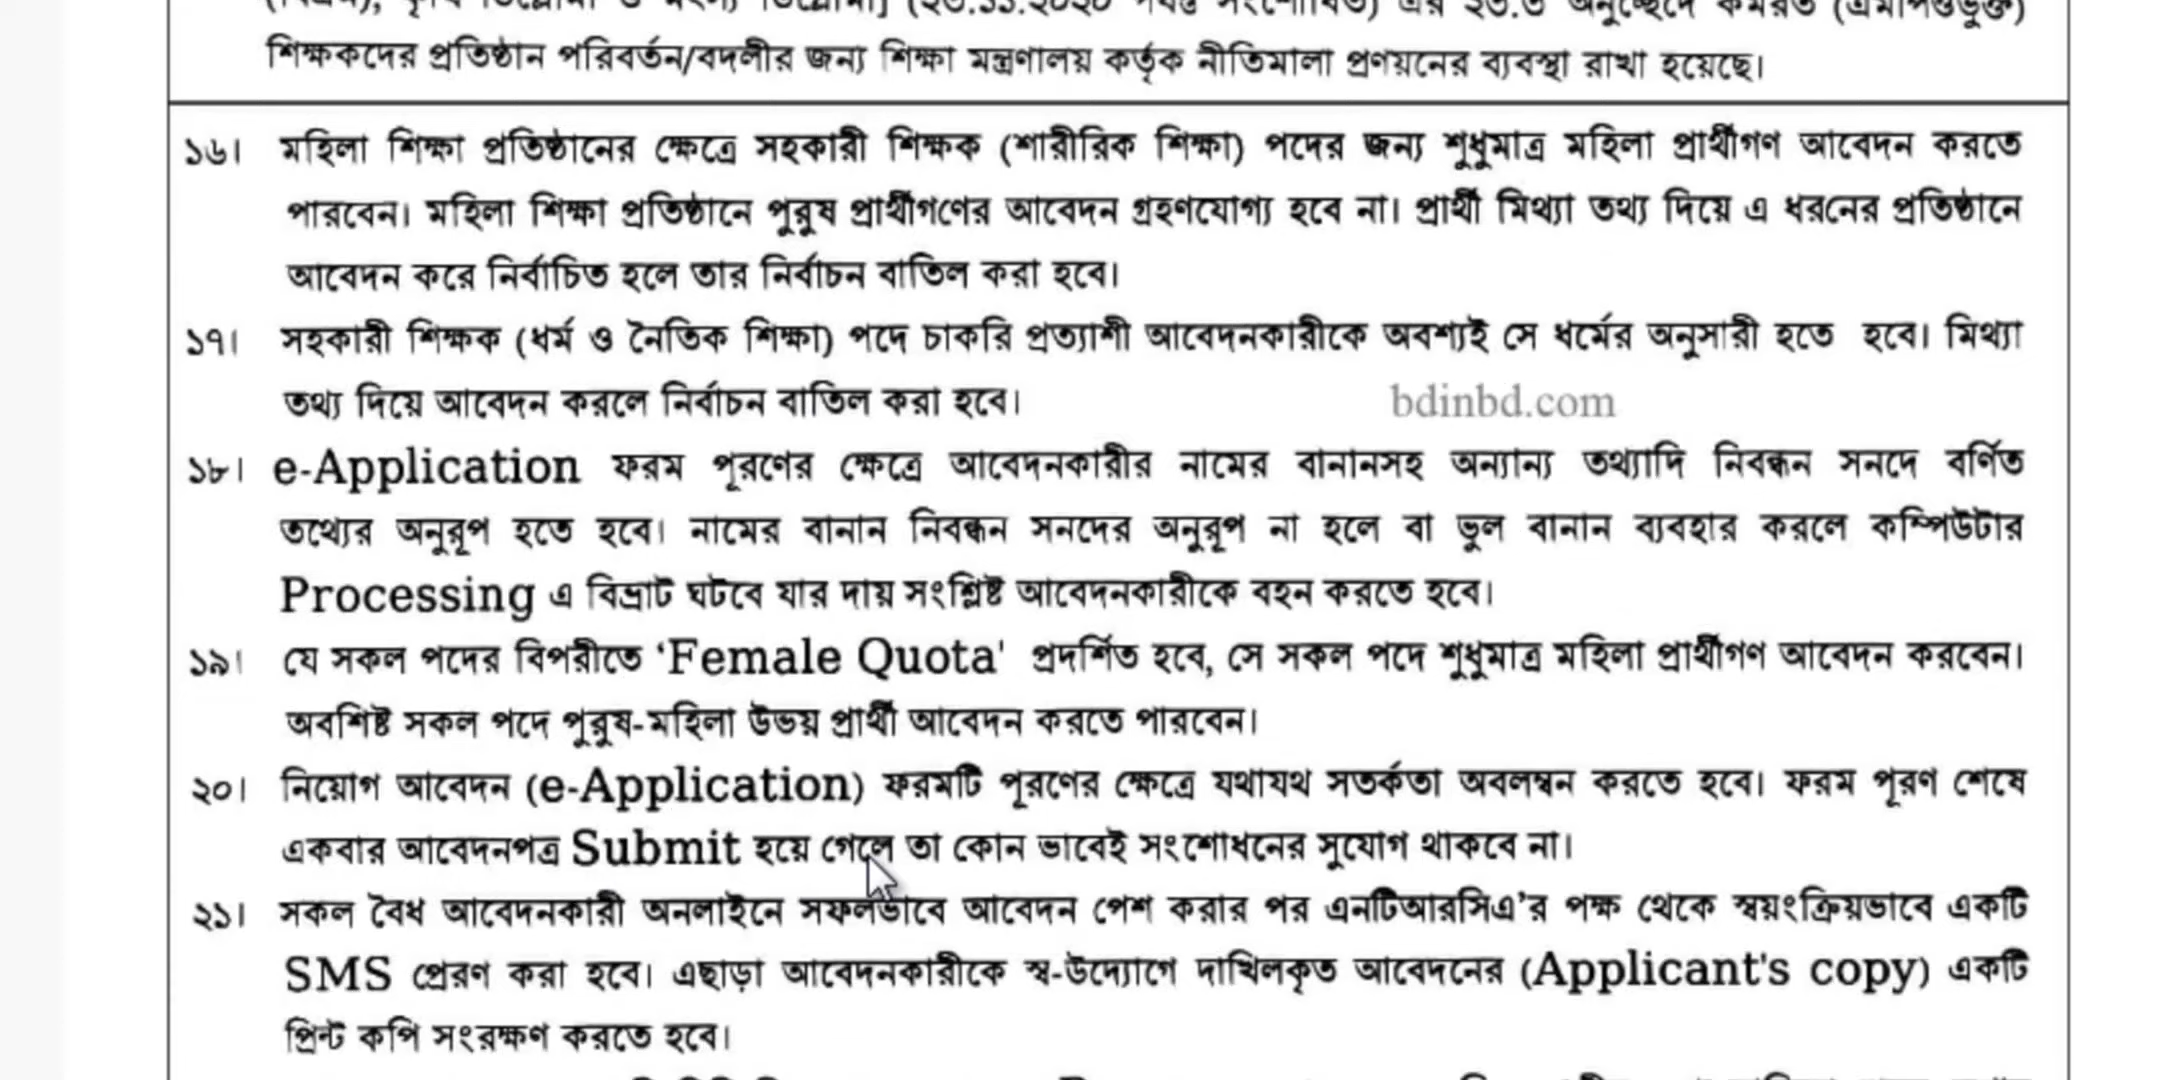 শিক্ষকদের প্রতিষ্ঠান পরিবর্তন/বদলীর জন্য শিক্ষা মন্ত্রণালয় কর্তৃক নীতিমালা প্রণয়নের ব্যবস্থা রাখা হয়েছে।
১৬। মহিলা শিক্ষা প্রতিষ্ঠানের ক্ষেত্রে সহকারী শিক্ষক (শারীরিক শিক্ষা) পদের জন্য শুধুমাত্র মহিলা প্রার্থীগণ আবেদন করতে
পারবেন। মহিলা শিক্ষা প্রতিষ্ঠানে পুরুষ প্রার্থীগণের আবেদন গ্রহণযোগ্য হবে না। প্রার্থী মিথ্যা তথ্য দিয়ে এ ধরনের প্রতিষ্ঠানে
আবেদন করে নির্বাচিত হলে তার নির্বাচন বাতিল করা হবে।
১৭। সহকারী শিক্ষক (ধর্ম ও নৈতিক শিক্ষা) পদে চাকরি প্রত্যাশী আবেদনকারীকে অবশ্যই সে ধর্মের অনুসারী হতে হবে। মিথ্যা
তথ্য দিয়ে আবেদন করলে নির্বাচন বাতিল করা হবে। bdinbd.com
১৮। e-Application ফরম পূরণের ক্ষেত্রে আবেদনকারীর নামের বানানসহ অন্যান্য তথ্যাদি নিবন্ধন সনদে বর্ণিত
তথ্যের অনুরূপ হতে হবে। নামের বানান নিবন্ধন সনদের অনুরূপ না হলে বা ভুল বানান ব্যবহার করলে কম্পিউটার
Processing এ বিভ্রাট ঘটবে যার দায় সংশ্লিষ্ট আবেদনকারীকে বহন করতে হবে।
১৯। যে সকল পদের বিপরীতে ‘Female Quota' প্রদর্শিত হবে, সে সকল পদে শুধুমাত্র মহিলা প্রার্থীগণ আবেদন করবেন।
অবশিষ্ট সকল পদে পুরুষ-মহিলা উভয় প্রার্থী আবেদন করতে পারবেন।
২০। নিয়োগ আবেদন (e-Application) ফরমটি পূরণের ক্ষেত্রে যথাযথ সতর্কতা অবলম্বন করতে হবে। ফরম পূরণ শেষে
একবার আবেদনপত্র Submit হয়ে গেলে তা কোন ভাবেই সংশোধনের সুযোগ থাকবে না।
২১। সকল বৈধ আবেদনকারী অনলাইনে সফলভাবে আবেদন পেশ করার পর এনটিআরসিএ’র পক্ষ থেকে স্বয়ংক্রিয়ভাবে একটি
SMS প্রেরণ করা হবে। এছাড়া আবেদনকারীকে স্ব-উদ্যোগে দাখিলকৃত আবেদনের (Applicant's copy) একটি
প্রিন্ট কপি সংরক্ষণ করতে হবে।